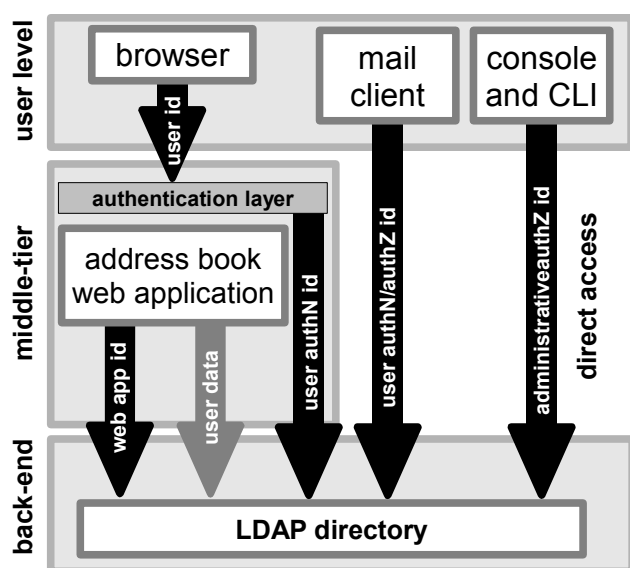 user level
browser
mail
client
console
and CLI
user id
middle-tier
authentication layer
address book
web application
web app id
user data
user authN id
user authN/authZ id
administrativeauthZ id
direct access
back-end
LDAP directory